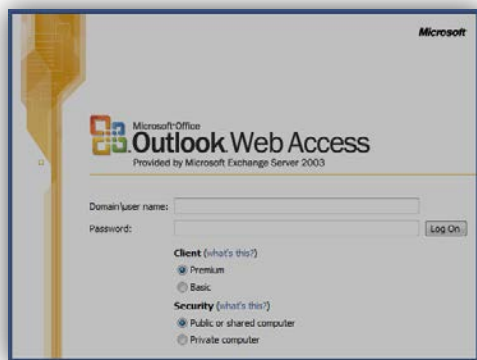 Microsoft
Microsoft Office
Outlook Web Access
Provided by Microsoft Exchange Server 2003
Domain\user name:
Password:
Log On
Client (what's this?)
Premium
Basic
Security (what's this?)
Public or shared computer
Private computer